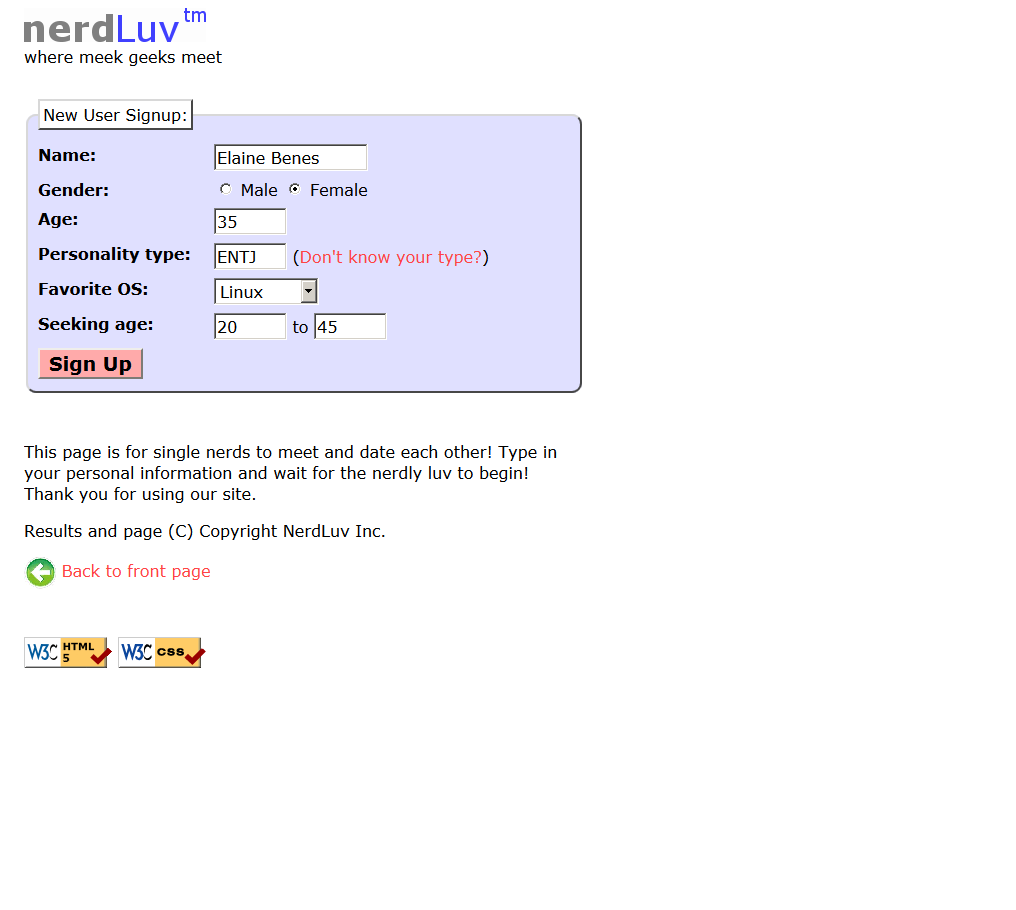 nerdLuv™
where meek geeks meet
New User Signup:
Name: Elaine Benes
Gender: Male Female
Age: 35
Personality type: ENTJ (Don't know your type?)
Favorite OS: Linux
Seeking age: 20 to 45
Sign Up
This page is for single nerds to meet and date each other! Type in
your personal information and wait for the nerdly luv to begin!
Thank you for using our site.
Results and page (C) Copyright NerdLuv Inc.
Back to front page
W3C HTML 5 W3C CSS